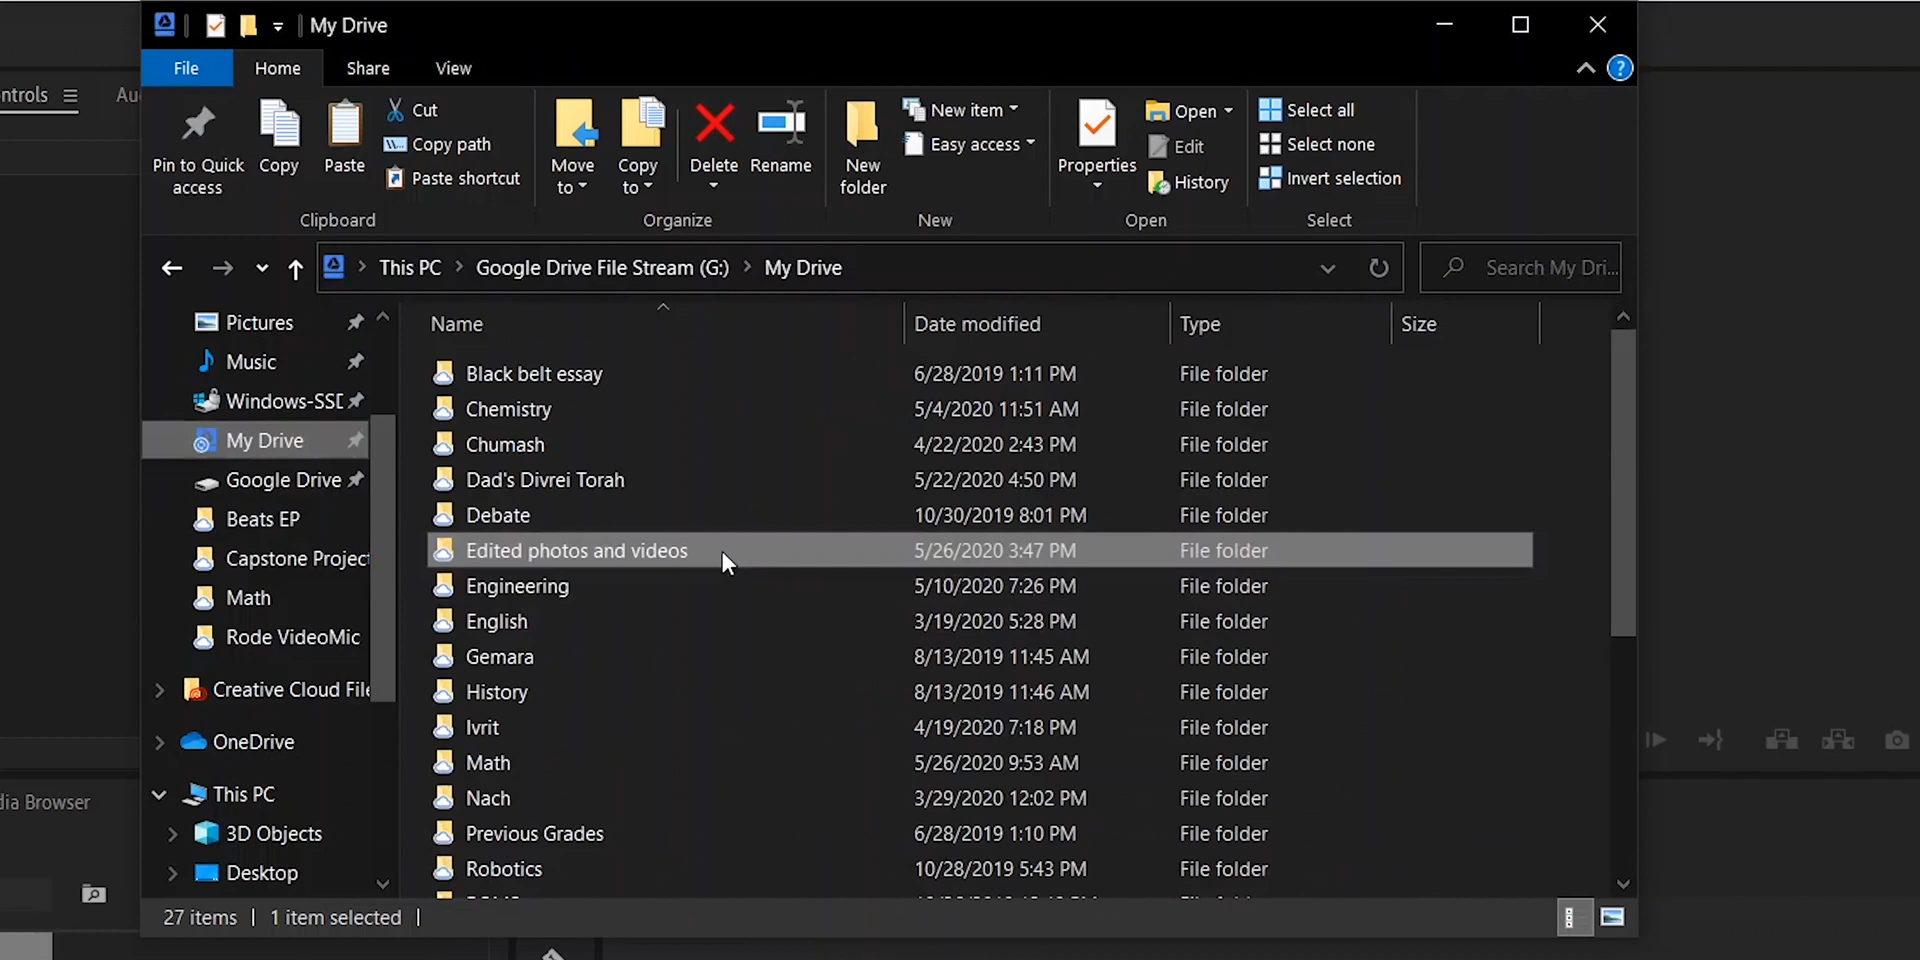 My Drive
File Home Share View
ntrols Au
Pin to Quick access
Copy
Paste
Cut
Copy path
Paste shortcut
Clipboard
Move to
Copy to
Delete
Rename
Organize
New folder
New item
Easy access
New
Properties
Open
Edit
History
Open
Select all
Select none
Invert selection
Select
This PC Google Drive File Stream (G:) My Drive
Search My Dri...
Pictures
Music
Windows-SSD
My Drive
Google Drive
Beats EP
Capstone Project
Math
Rode VideoMic
Creative Cloud File
OneDrive
This PC
3D Objects
Desktop
dia Browser
Name Date modified Type Size
Black belt essay 6/28/2019 1:11 PM File folder
Chemistry 5/4/2020 11:51 AM File folder
Chumash 4/22/2020 2:43 PM File folder
Dad's Divrei Torah 5/22/2020 4:50 PM File folder
Debate 10/30/2019 8:01 PM File folder
Edited photos and videos 5/26/2020 3:47 PM File folder
Engineering 5/10/2020 7:26 PM File folder
English 3/19/2020 5:28 PM File folder
Gemara 8/13/2019 11:45 AM File folder
History 8/13/2019 11:46 AM File folder
Ivrit 4/19/2020 7:18 PM File folder
Math 5/26/2020 9:53 AM File folder
Nach 3/29/2020 12:02 PM File folder
Previous Grades 6/28/2019 1:10 PM File folder
Robotics 10/28/2019 5:43 PM File folder
27 items 1 item selected